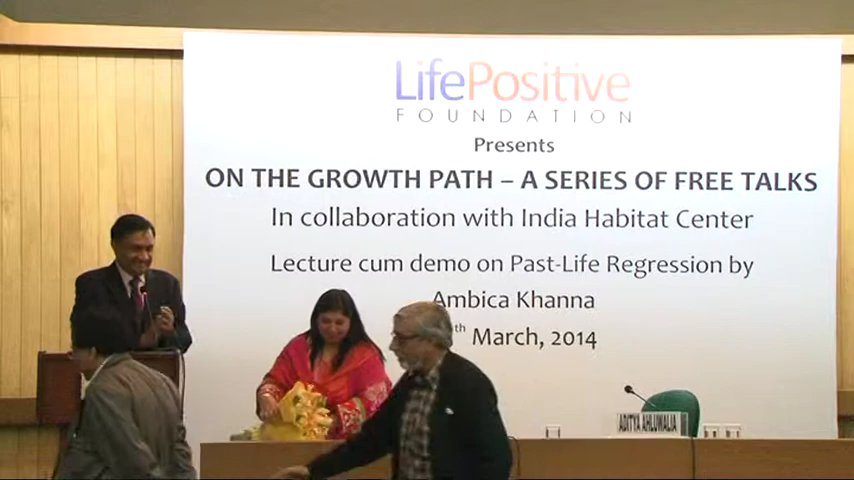 LifePositive
FOUNDATION
Presents
ON THE GROWTH PATH – A SERIES OF FREE TALKS
In collaboration with India Habitat Center
Lecture cum demo on Past-Life Regression by
Ambica Khanna
th March, 2014
ADITYA AHLUWALIA